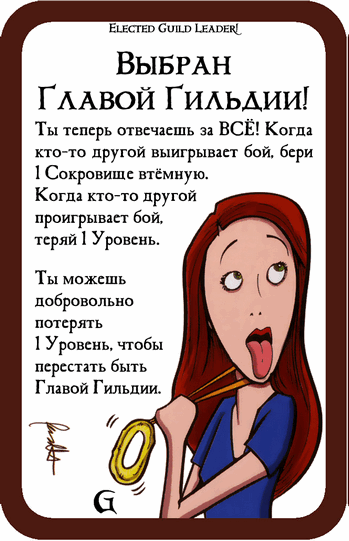 Elected Guild Leader!
Выбран
Главой Гильдии!
Ты теперь отвечаешь за ВСЁ! Когда
кто-то другой выигрывает бой, бери
1 Сокровище втёмную.
Когда кто-то другой
проигрывает бой,
теряй 1 Уровень.
Ты можешь
добровольно
потерять
1 Уровень, чтобы
перестать быть
Главой Гильдии.
G